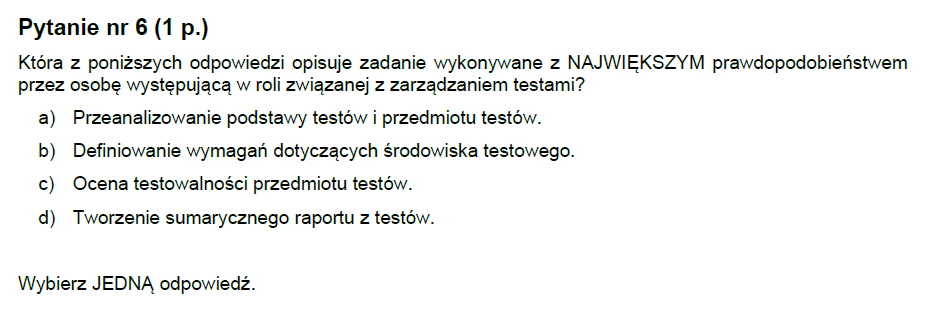 Pytanie nr 6 (1 p.)
Która z poniższych odpowiedzi opisuje zadanie wykonywane z NAJWIĘKSZYM prawdopodobieństwem
przez osobę występującą w roli związanej z zarządzaniem testami?
a) Przeanalizowanie podstawy testów i przedmiotu testów.
b) Definiowanie wymagań dotyczących środowiska testowego.
c) Ocena testowalności przedmiotu testów.
d) Tworzenie sumarycznego raportu z testów.
Wybierz JEDNĄ odpowiedź.